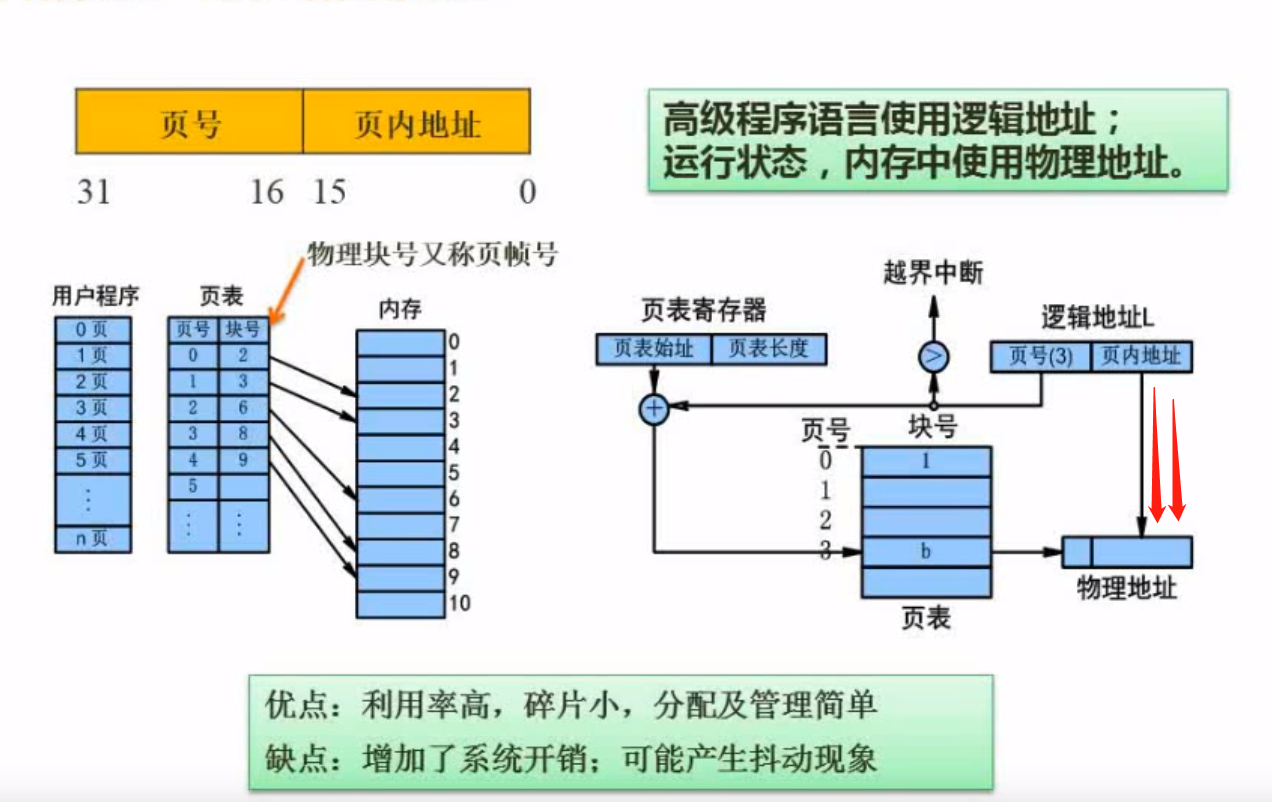 页号 页内地址
31 16 15 0
高级程序语言使用逻辑地址；
运行状态，内存中使用物理地址。
物理块号又称页帧号
用户程序
0页
1页
2页
3页
4页
5页
⋮
n页
页表
页号 块号
0 2
1 3
2 6
3 8
4 9
5
⋮ ⋮
内存
0
1
2
3
4
5
6
7
8
9
10
越界中断
页表寄存器
页表始址 页表长度
>
逻辑地址L
页号(3) 页内地址
+
页号 块号
0 1
1
2
3 b
页表
物理地址
优点：利用率高，碎片小，分配及管理简单
缺点：增加了系统开销；可能产生抖动现象